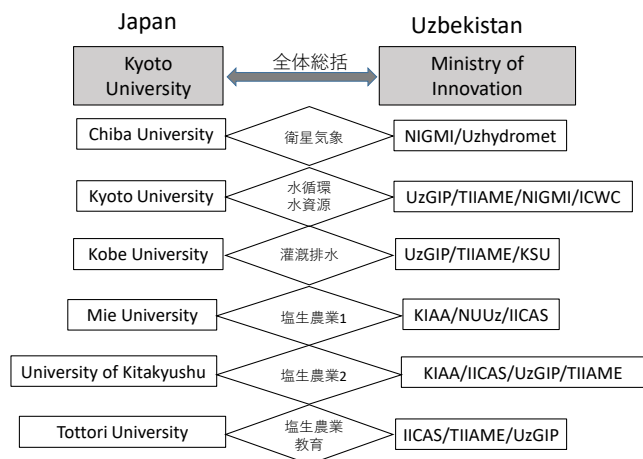 Japan
Uzbekistan
Kyoto
University
全体総括
Ministry of
Innovation
Chiba University
衛星気象
NIGMI/Uzhydromet
Kyoto University
水循環
水資源
UzGIP/TIIAME/NIGMI/ICWC
Kobe University
灌漑排水
UzGIP/TIIAME/KSU
Mie University
塩生農業1
KIAA/NUUz/IICAS
University of Kitakyushu
塩生農業2
KIAA/IICAS/UzGIP/TIIAME
Tottori University
塩生農業
教育
IICAS/TIIAME/UzGIP